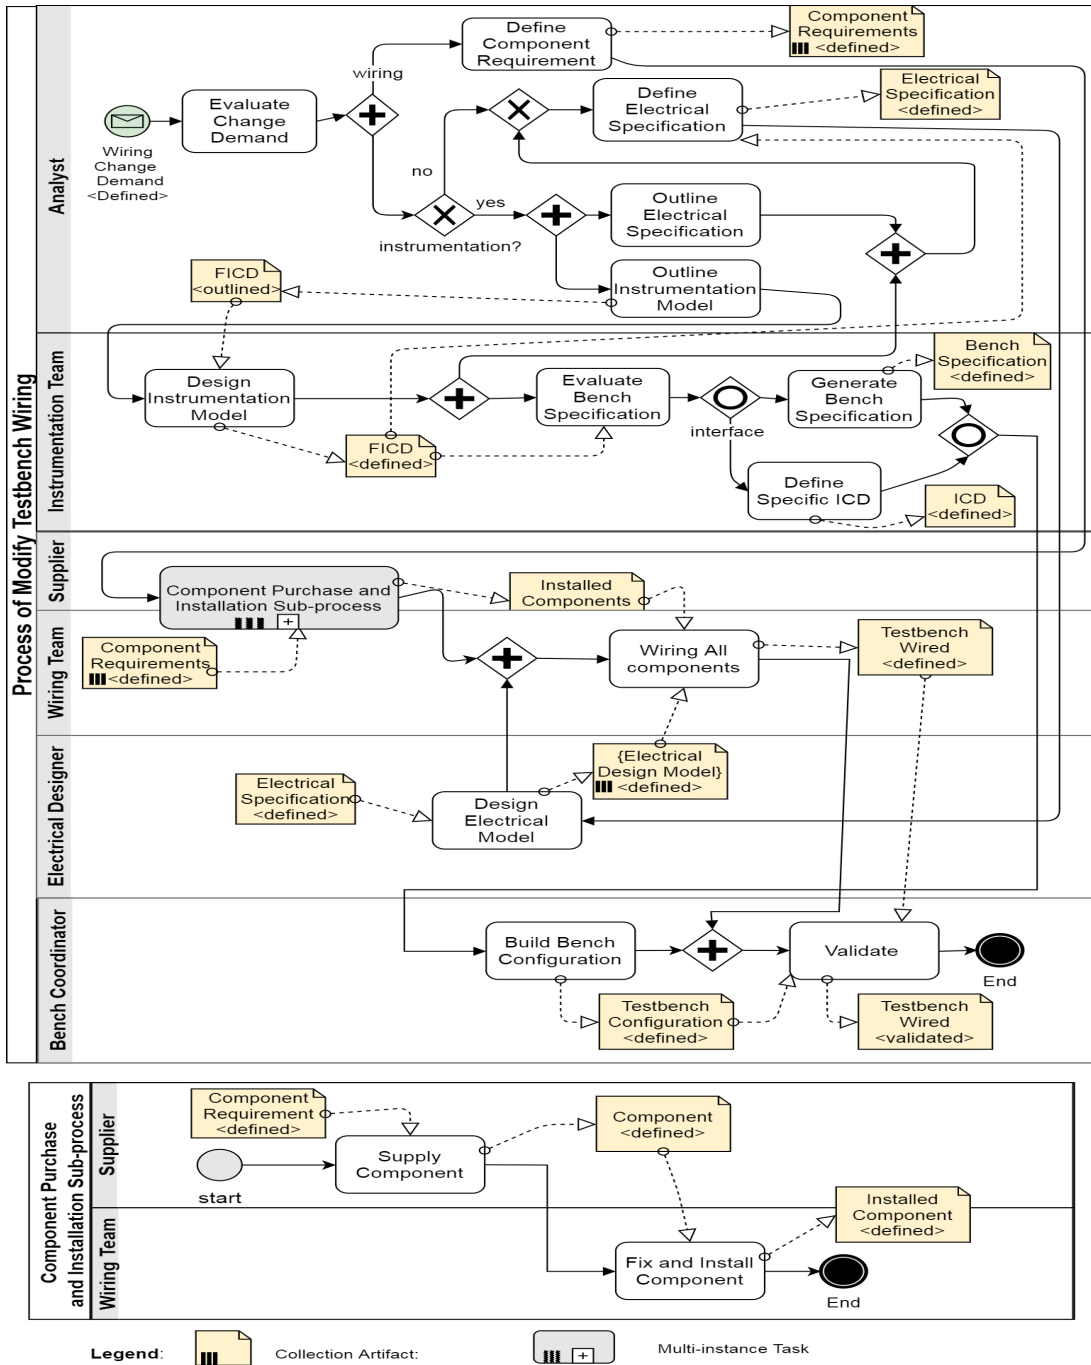 Process of Modify Testbench Wiring
Analyst
Define
Component
Requirement
Component
Requirements
<defined>
wiring
Evaluate
Change
Demand
Wiring
Change
Demand
<Defined>
Define
Electrical
Specification
Electrical
Specification
<defined>
no
yes
instrumentation?
Outline
Electrical
Specification
Outline
Instrumentation
Model
FICD
<outlined>
Instrumentation Team
Design
Instrumentation
Model
FICD
<defined>
Evaluate
Bench
Specification
interface
Generate
Bench
Specification
Bench
Specification
<defined>
Define
Specific ICD
ICD
<defined>
Supplier
Component Purchase and
Installation Sub-process
Installed
Components
Wiring Team
Component
Requirements
<defined>
Wiring All
components
Testbench
Wired
<defined>
Electrical Designer
Electrical
Specification
<defined>
Design
Electrical
Model
{Electrical
Design Model}
<defined>
Bench Coordinator
Build Bench
Configuration
Validate
End
Testbench
Configuration
<defined>
Testbench
Wired
<validated>
Component Purchase
and Installation Sub-process
Supplier
Component
Requirement
<defined>
start
Supply
Component
Component
<defined>
Wiring Team
Fix and Install
Component
Installed
Component
<defined>
End
Legend:
Collection Artifact:
Multi-instance Task